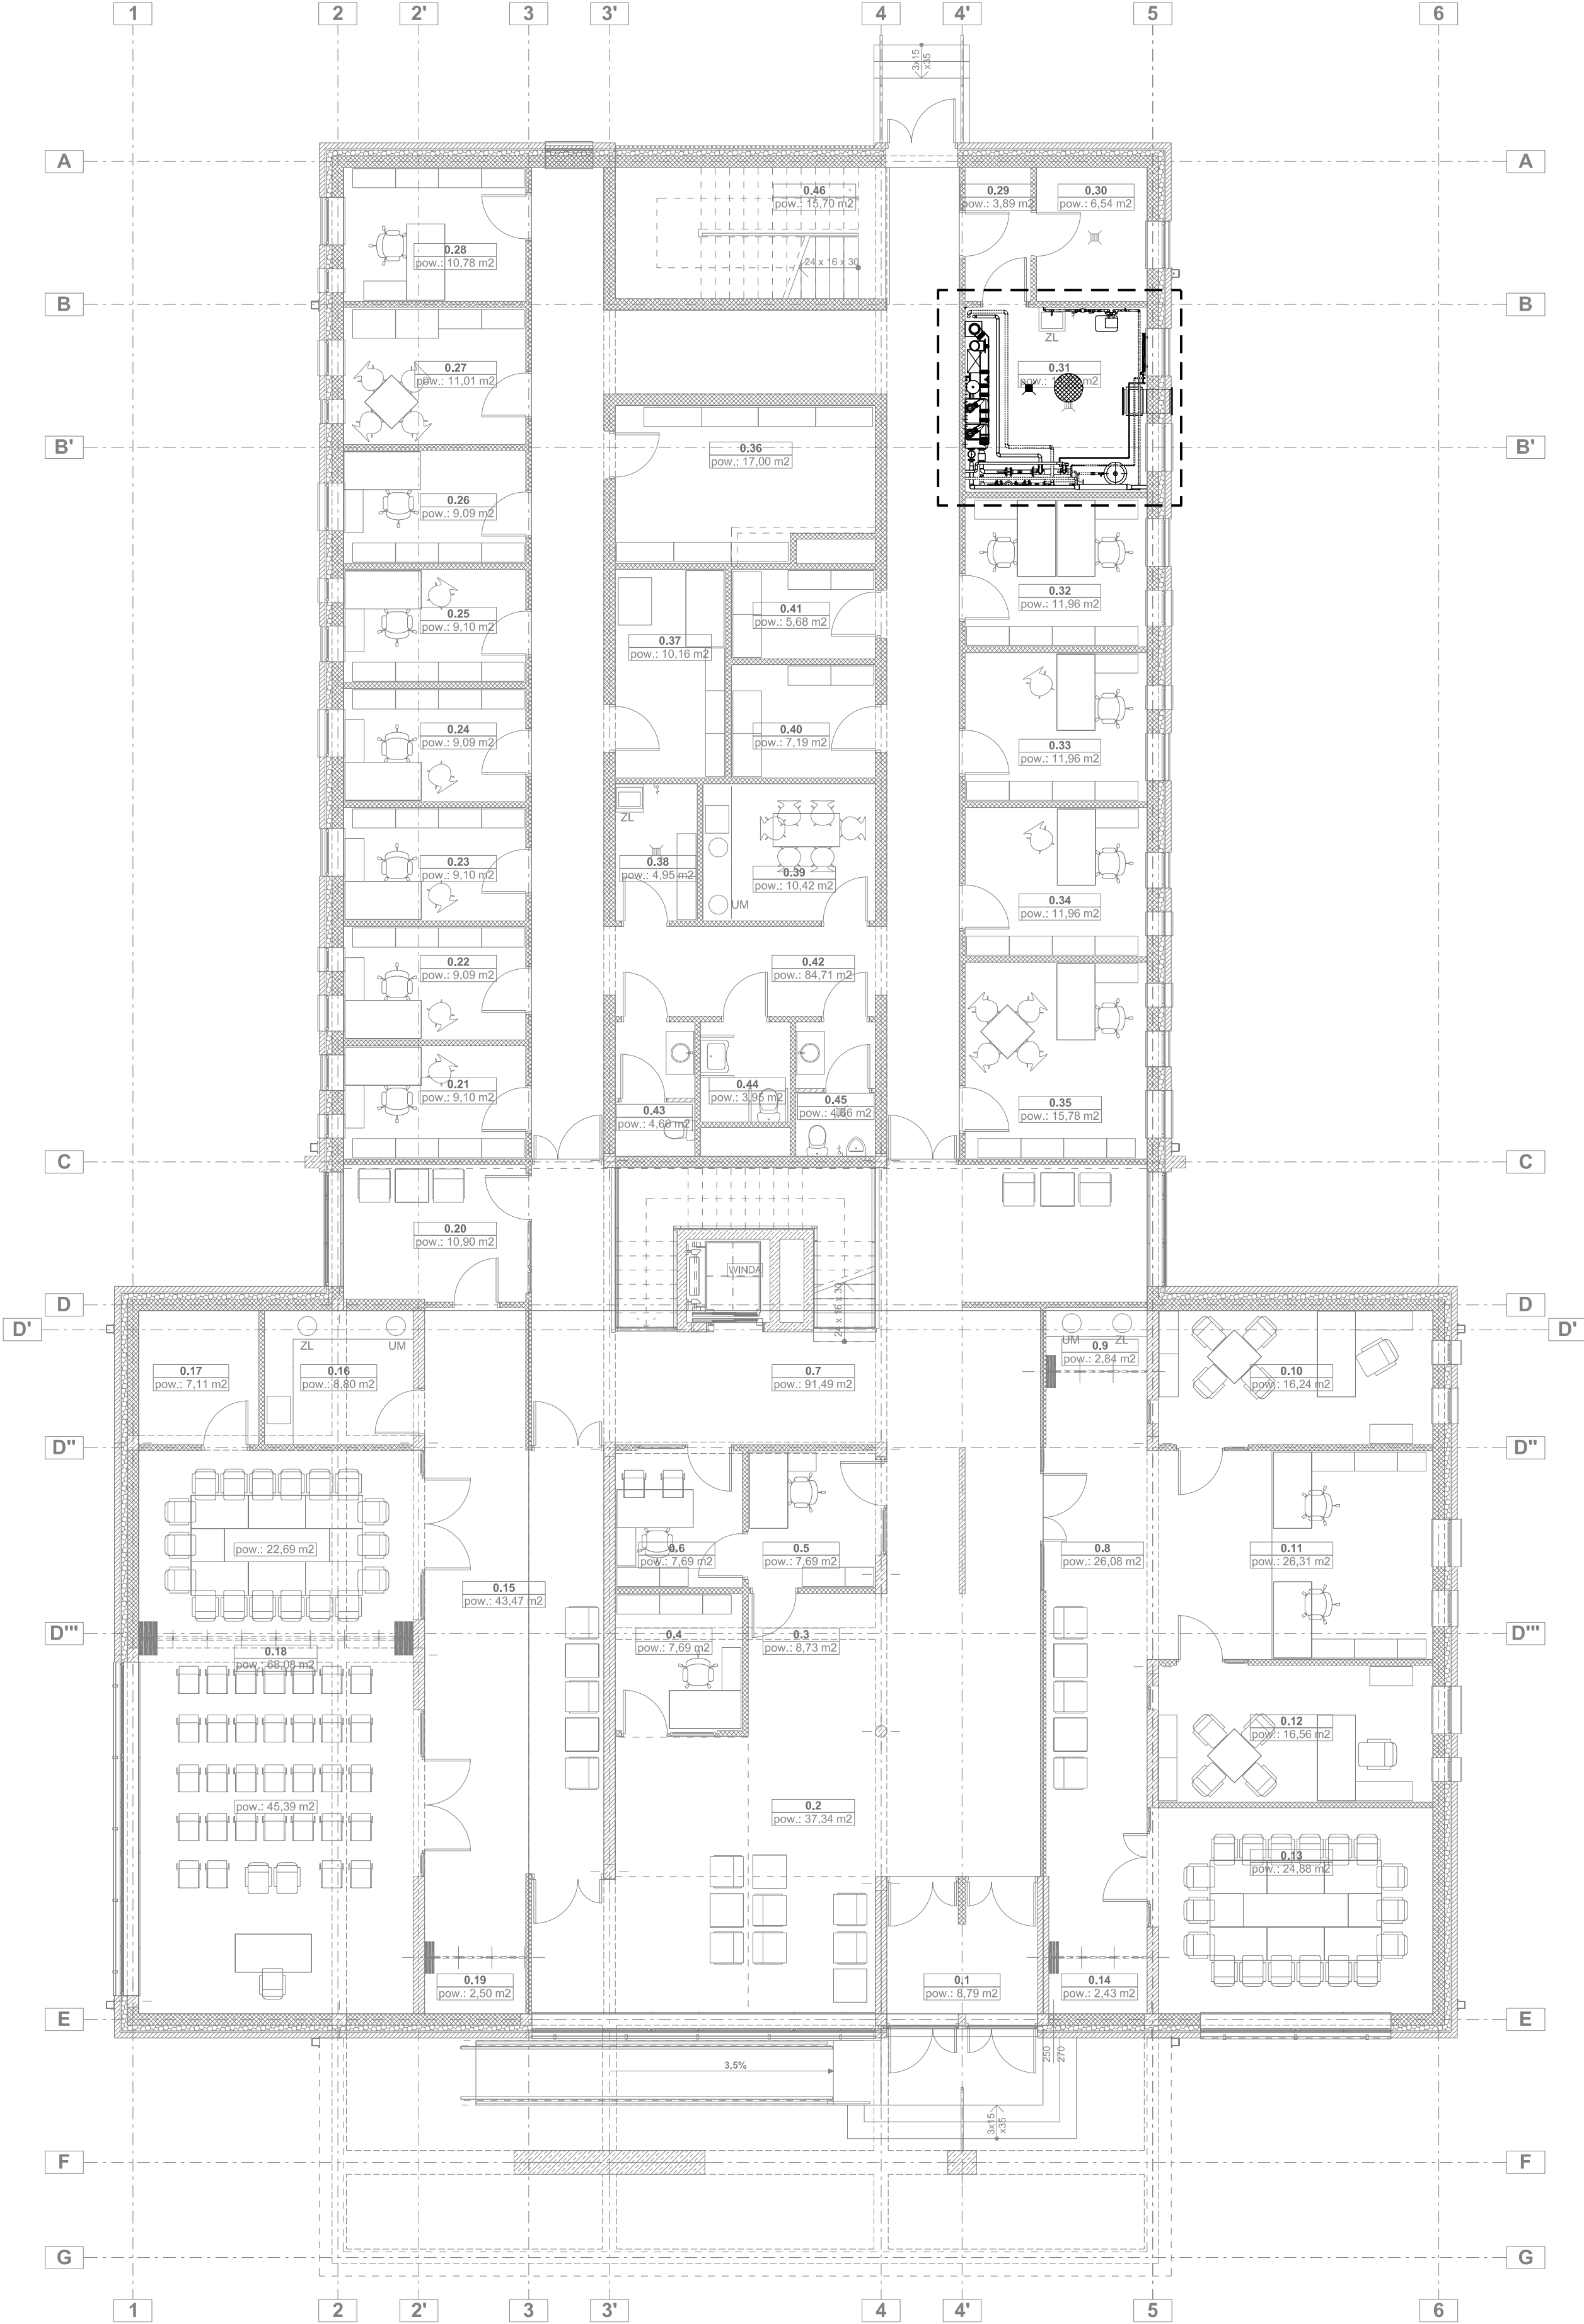 1 2 2' 3 3' 4 4' 5 6
3x15
x35
A A
0.46
pow.: 15,70 m2
0.29
pow.: 3,89 m2
0.30
pow.: 6,54 m2
0.28
pow.: 10,78 m2
24 x 16 x 30
B B
ZL
0.27
pow.: 11,01 m2
0.31
m2
B' B'
0.36
pow.: 17,00 m2
0.26
pow.: 9,09 m2
0.32
pow.: 11,96 m2
0.25
pow.: 9,10 m2
0.41
pow.: 5,68 m2
0.37
pow.: 10,16 m2
0.24
pow.: 9,09 m2
0.40
pow.: 7,19 m2
0.33
pow.: 11,96 m2
ZL
0.23
pow.: 9,10 m2
0.38
pow.: 4,95 m2
0.39
pow.: 10,42 m2
UM
0.34
pow.: 11,96 m2
0.22
pow.: 9,09 m2
0.42
pow.: 84,71 m2
0.21
pow.: 9,10 m2
0.44
pow.: 3,95 m2
0.43
pow.: 4,66 m2
0.45
pow.: 4,66 m2
0.35
pow.: 15,78 m2
C C
0.20
pow.: 10,90 m2
WINDA
24 x 16 x 30
D D
D' D'
ZL UM
UM ZL
0.17
pow.: 7,11 m2
0.16
pow.: 8,80 m2
0.7
pow.: 91,49 m2
0.9
pow.: 2,84 m2
0.10
pow.: 16,24 m2
D'' D''
pow.: 22,69 m2
0.6
pow.: 7,69 m2
0.5
pow.: 7,69 m2
0.8
pow.: 26,08 m2
0.11
pow.: 26,31 m2
0.15
pow.: 43,47 m2
D''' D'''
0.18
pow.: 68,08 m2
0.4
pow.: 7,69 m2
0.3
pow.: 8,73 m2
0.12
pow.: 16,56 m2
pow.: 45,39 m2
0.2
pow.: 37,34 m2
0.13
pow.: 24,88 m2
0.19
pow.: 2,50 m2
0.1
pow.: 8,79 m2
0.14
pow.: 2,43 m2
E E
3,5%
250
270
3x15
x35
F F
G G
1 2 2' 3 3' 4 4' 5 6